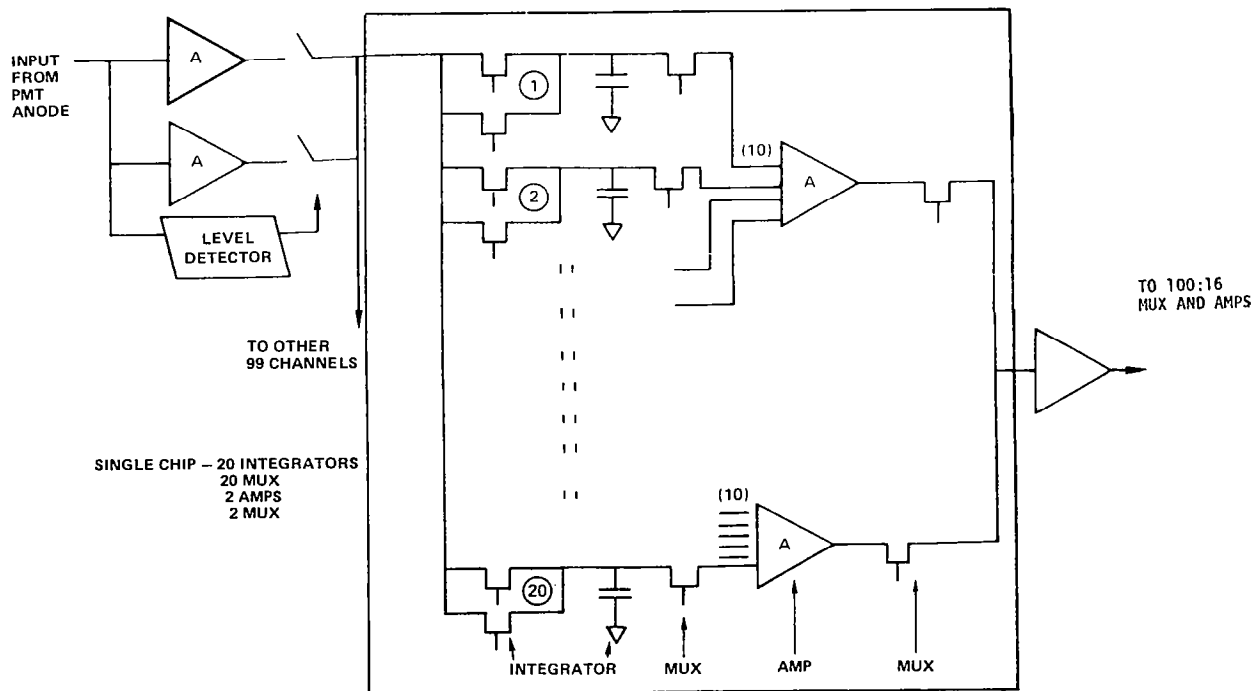 INPUT
FROM
PMT
ANODE
A
A
LEVEL
DETECTOR
TO OTHER
99 CHANNELS
SINGLE CHIP – 20 INTEGRATORS
20 MUX
2 AMPS
2 MUX
1
2
(10)
A
TO 100:16
MUX AND AMPS
(10)
A
20
INTEGRATOR
MUX
AMP
MUX